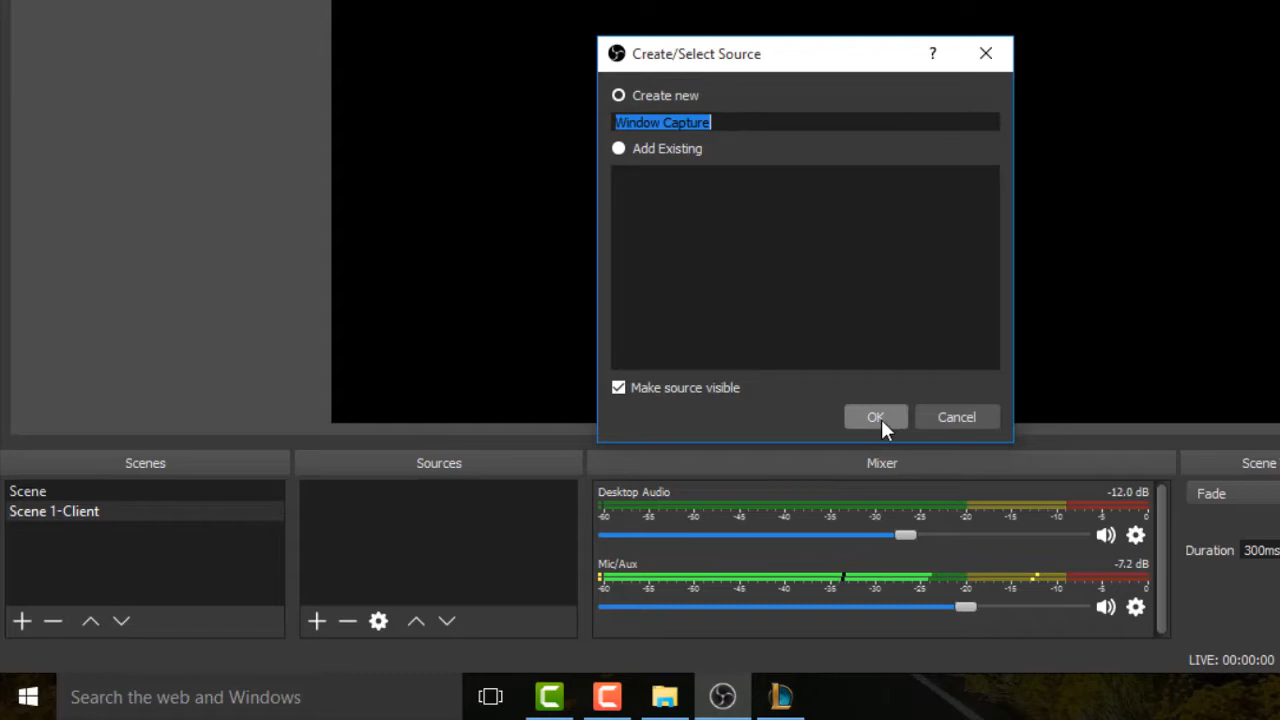 Create/Select Source
?
Create new
Window Capture
Add Existing
Make source visible
OK
Cancel
Scenes
Sources
Mixer
Scene
Scene
Scene 1-Client
Desktop Audio
-12.0 dB
-60 -55 -50 -45 -40 -35 -30 -25 -20 -15 -10 -5 0
Mic/Aux
-7.2 dB
-60 -55 -50 -45 -40 -35 -30 -25 -20 -15 -10 -5 0
Fade
Duration 300ms
LIVE: 00:00:00
Search the web and Windows